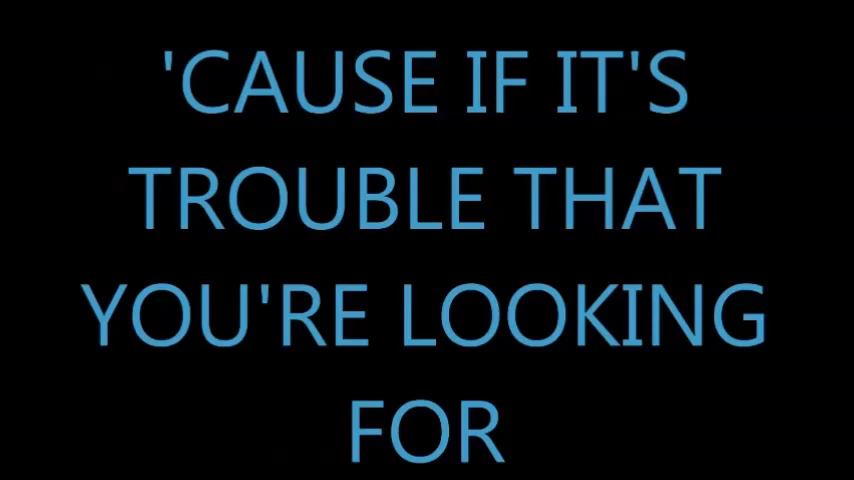 'CAUSE IF IT'S
TROUBLE THAT
YOU'RE LOOKING
FOR